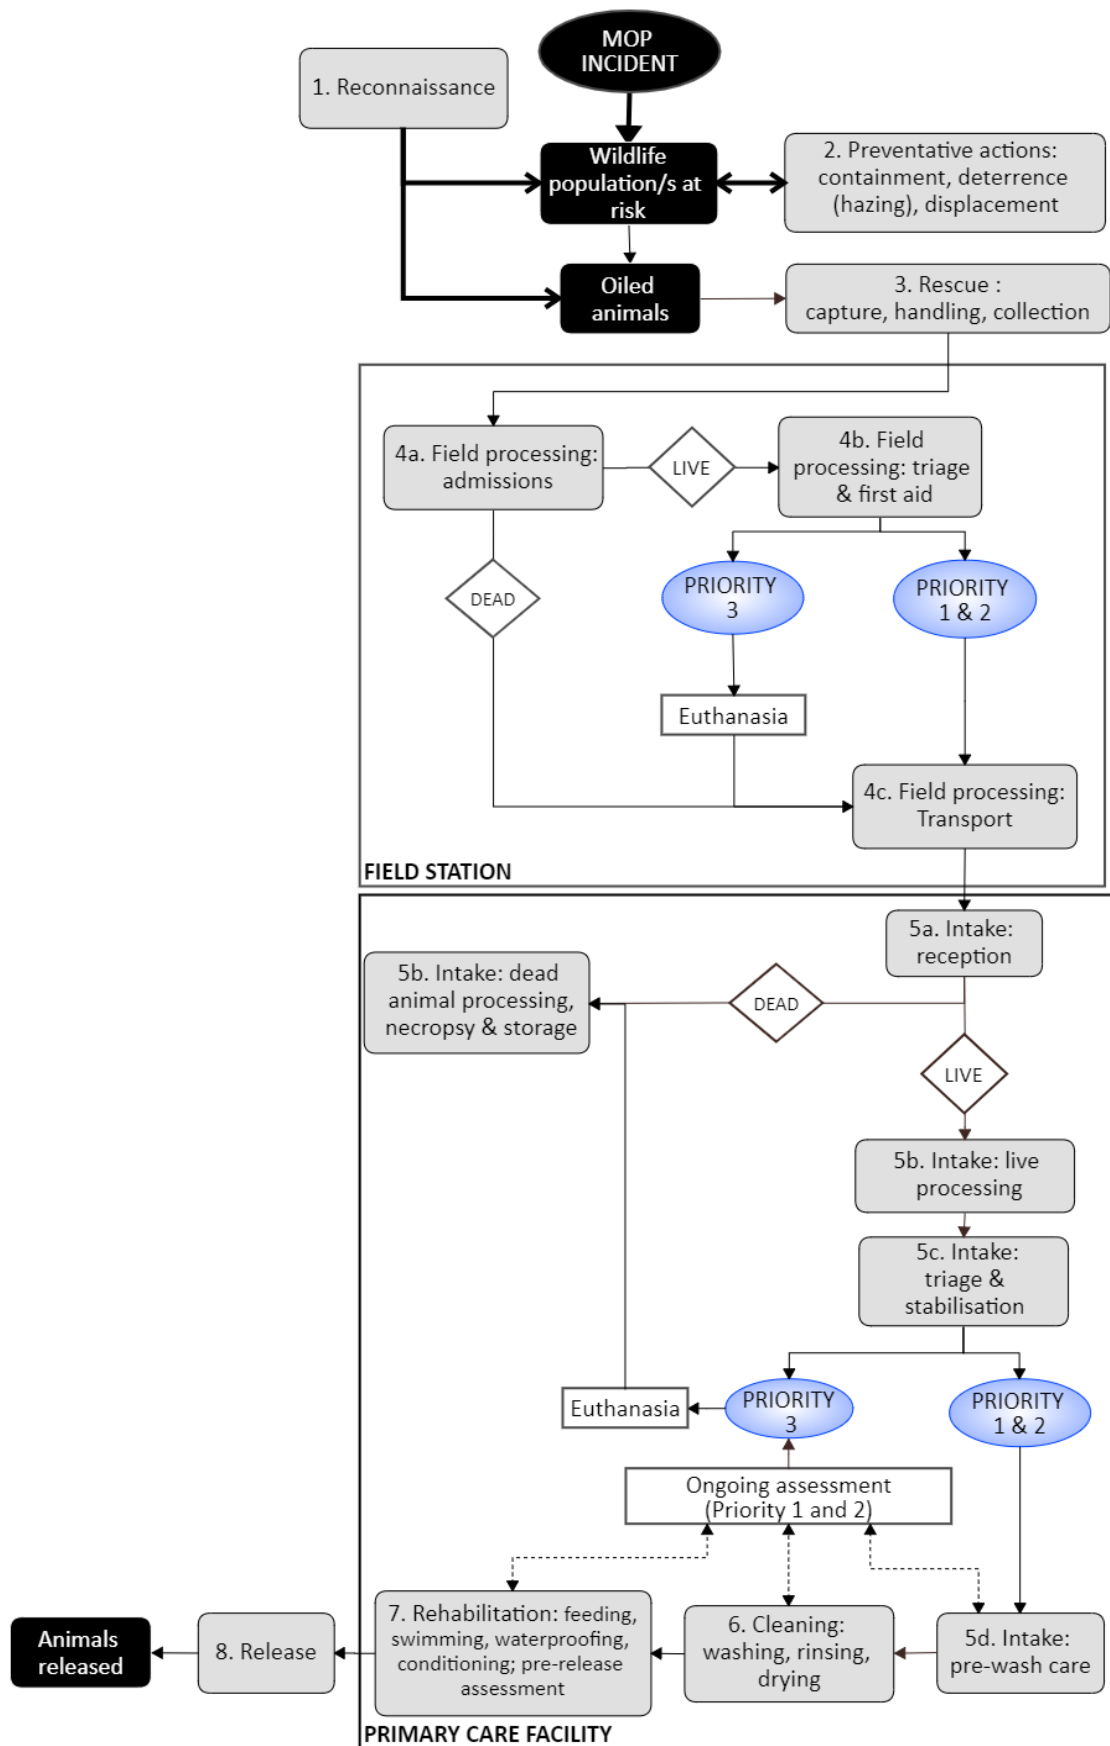 MOP
INCIDENT
1. Reconnaissance
Wildlife
population/s at
risk
2. Preventative actions:
containment, deterrence
(hazing), displacement
Oiled
animals
3. Rescue :
capture, handling, collection
4a. Field processing:
admissions
LIVE
4b. Field
processing: triage
& first aid
DEAD
PRIORITY
3
PRIORITY
1 & 2
Euthanasia
4c. Field processing:
Transport
FIELD STATION
5a. Intake:
reception
5b. Intake: dead
animal processing,
necropsy & storage
DEAD
LIVE
5b. Intake: live
processing
5c. Intake:
triage &
stabilisation
Euthanasia
PRIORITY
3
PRIORITY
1 & 2
Ongoing assessment
(Priority 1 and 2)
Animals
released
8. Release
7. Rehabilitation: feeding,
swimming, waterproofing,
conditioning; pre-release
assessment
6. Cleaning:
washing, rinsing,
drying
5d. Intake:
pre-wash care
PRIMARY CARE FACILITY